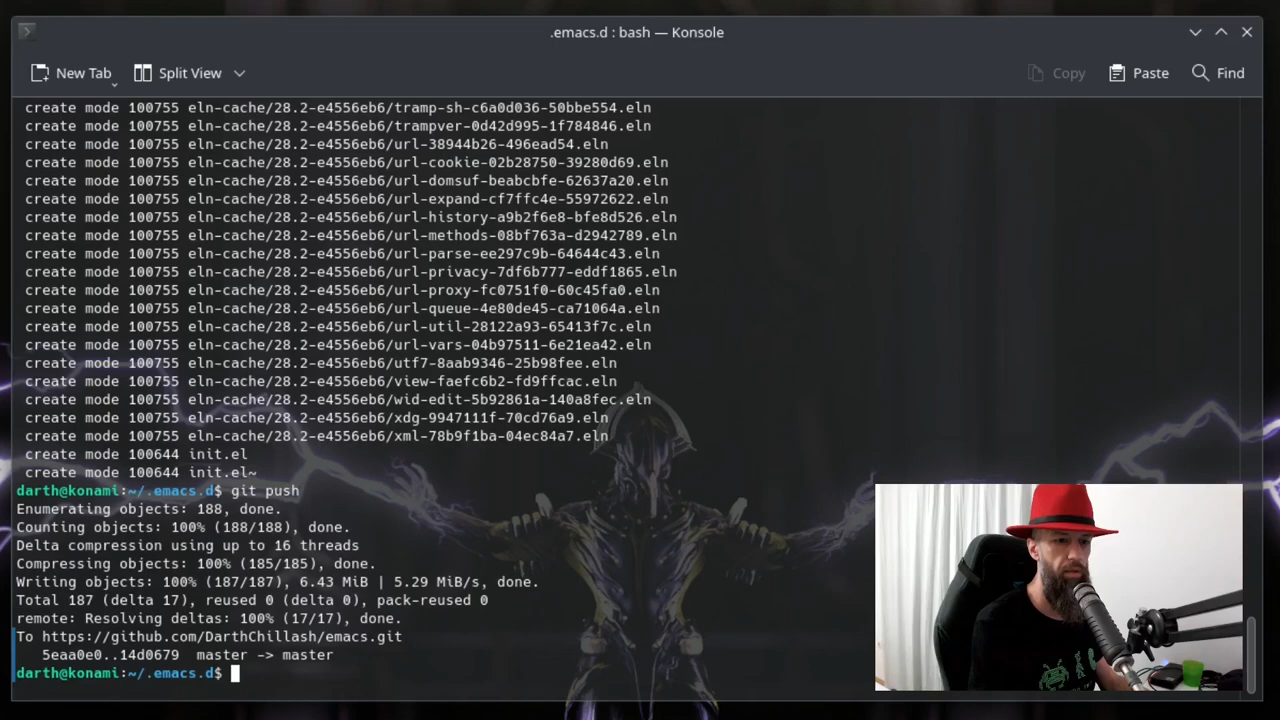 .emacs.d : bash — Konsole
New Tab
Split View
Copy
Paste
Find
create mode 100755 eln-cache/28.2-e4556eb6/tramp-sh-c6a0d036-50bbe554.eln
create mode 100755 eln-cache/28.2-e4556eb6/trampver-0d42d995-1f784846.eln
create mode 100755 eln-cache/28.2-e4556eb6/url-38944b26-496ead54.eln
create mode 100755 eln-cache/28.2-e4556eb6/url-cookie-02b28750-39280d69.eln
create mode 100755 eln-cache/28.2-e4556eb6/url-domsuf-beabcbfe-62637a20.eln
create mode 100755 eln-cache/28.2-e4556eb6/url-expand-cf7ffc4e-55972622.eln
create mode 100755 eln-cache/28.2-e4556eb6/url-history-a9b2f6e8-bfe8d526.eln
create mode 100755 eln-cache/28.2-e4556eb6/url-methods-08bf763a-d2942789.eln
create mode 100755 eln-cache/28.2-e4556eb6/url-parse-ee297c9b-64644c43.eln
create mode 100755 eln-cache/28.2-e4556eb6/url-privacy-7df6b777-eddf1865.eln
create mode 100755 eln-cache/28.2-e4556eb6/url-proxy-fc0751f0-60c45fa0.eln
create mode 100755 eln-cache/28.2-e4556eb6/url-queue-4e80de45-ca71064a.eln
create mode 100755 eln-cache/28.2-e4556eb6/url-util-28122a93-65413f7c.eln
create mode 100755 eln-cache/28.2-e4556eb6/url-vars-04b97511-6e21ea42.eln
create mode 100755 eln-cache/28.2-e4556eb6/utf7-8aab9346-25b98fee.eln
create mode 100755 eln-cache/28.2-e4556eb6/view-faefc6b2-fd9ffcac.eln
create mode 100755 eln-cache/28.2-e4556eb6/wid-edit-5b92861a-140a8fec.eln
create mode 100755 eln-cache/28.2-e4556eb6/xdg-9947111f-70cd76a9.eln
create mode 100755 eln-cache/28.2-e4556eb6/xml-78b9f1ba-04ec84a7.eln
create mode 100644 init.el
create mode 100644 init.el~
darth@konami:~/.emacs.d$ git push
Enumerating objects: 188, done.
Counting objects: 100% (188/188), done.
Delta compression using up to 16 threads
Compressing objects: 100% (185/185), done.
Writing objects: 100% (187/187), 6.43 MiB | 5.29 MiB/s, done.
Total 187 (delta 17), reused 0 (delta 0), pack-reused 0
remote: Resolving deltas: 100% (17/17), done.
To https://github.com/DarthChillash/emacs.git
5eaa0e0..14d0679  master -> master
darth@konami:~/.emacs.d$